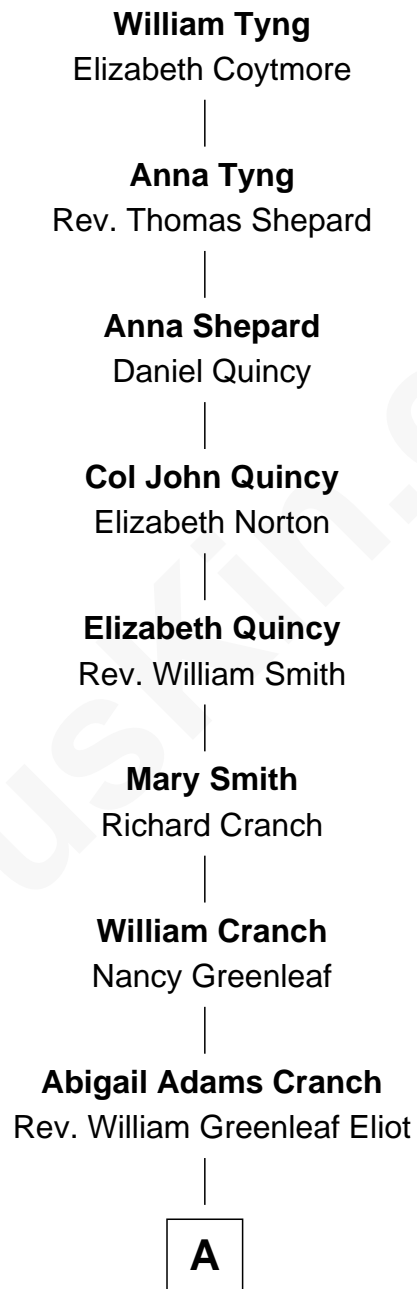 William Tyng
Elizabeth Coytmore
Anna Tyng
Rev. Thomas Shepard
Anna Shepard
Daniel Quincy
Col John Quincy
Elizabeth Norton
Elizabeth Quincy
Rev. William Smith
Mary Smith
Richard Cranch
William Cranch
Nancy Greenleaf
Abigail Adams Cranch
Rev. William Greenleaf Eliot
A